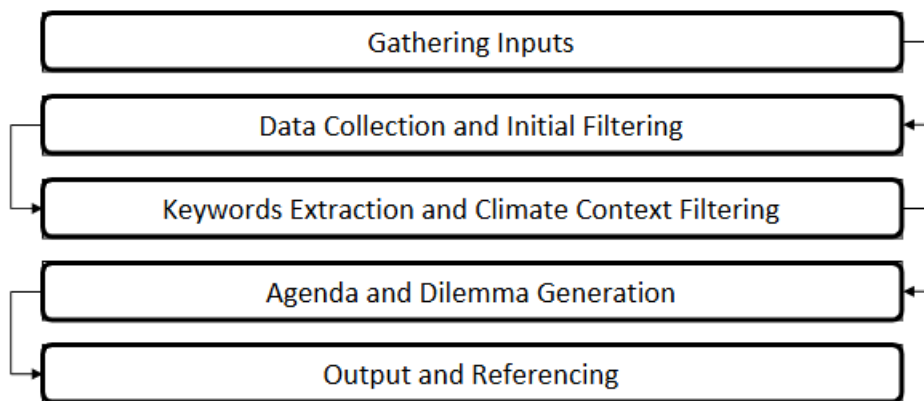 Gathering Inputs
Data Collection and Initial Filtering
Keywords Extraction and Climate Context Filtering
Agenda and Dilemma Generation
Output and Referencing